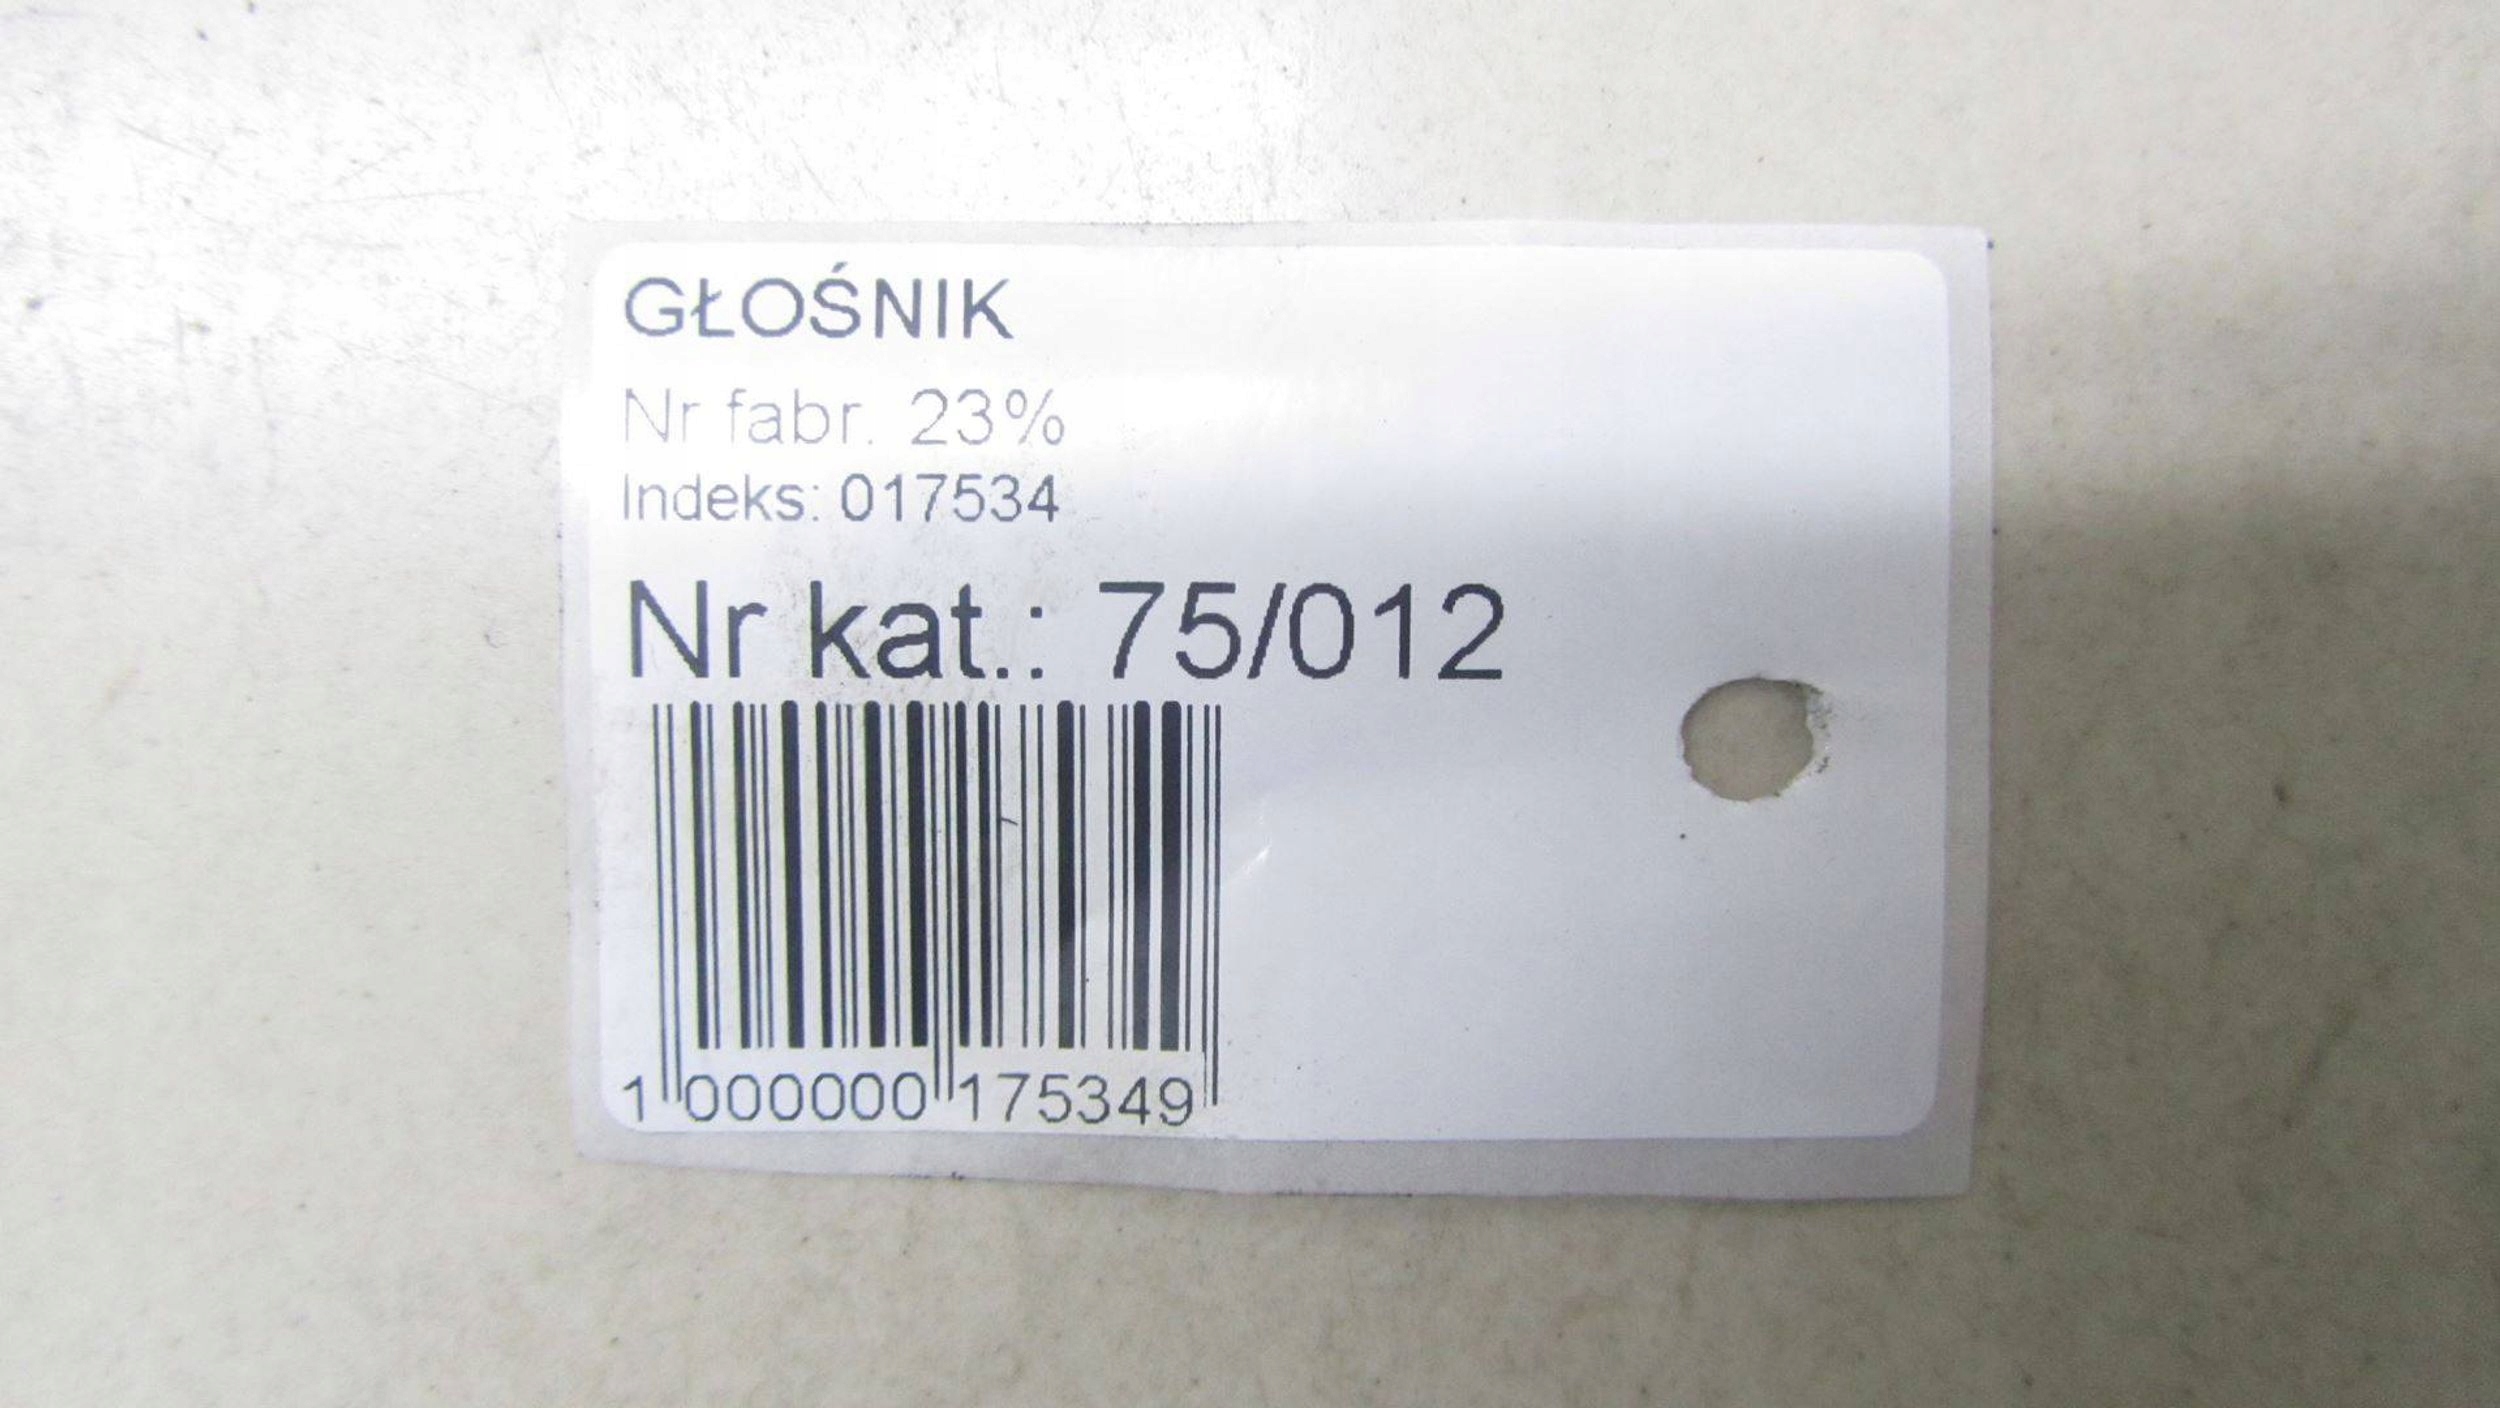 GŁOŚNIK
Nr fabr. 23%
Indeks: 017534
Nr kat.: 75/012
1 000000 175349